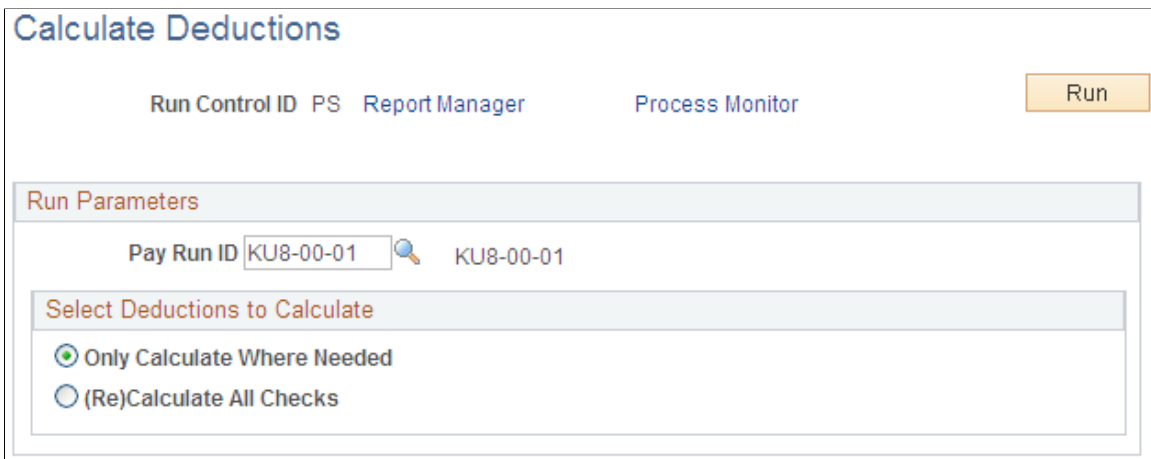 Calculate Deductions
Run Control ID PS Report Manager Process Monitor Run
Run Parameters
Pay Run ID KU8-00-01 KU8-00-01
Select Deductions to Calculate
Only Calculate Where Needed
(Re)Calculate All Checks